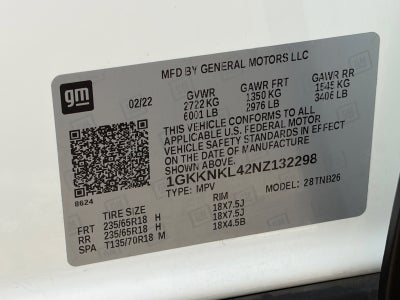 gm
MFD BY GENERAL MOTORS LLC
02/22 GVWR GAWR FRT GAWR RR
2722 KG 1350 KG 1545 KG
6001 LB 2976 LB 3406 LB
THIS VEHICLE CONFORMS TO ALL
APPLICABLE U.S. FEDERAL MOTOR
VEHICLE SAFETY STANDARDS IN EFFECT
ON THE DATE OF MANUFACTURE
SHOWN ABOVE.
8624
1GKKNKL42NZ132298
TYPE: MPV MODEL: 28TNB26
TIRE SIZE RIM
FRT 235/65R18 H 18X7.5J
RR 235/65R18 H 18X7.5J
SPA T135/70R18 M 18X4.5B